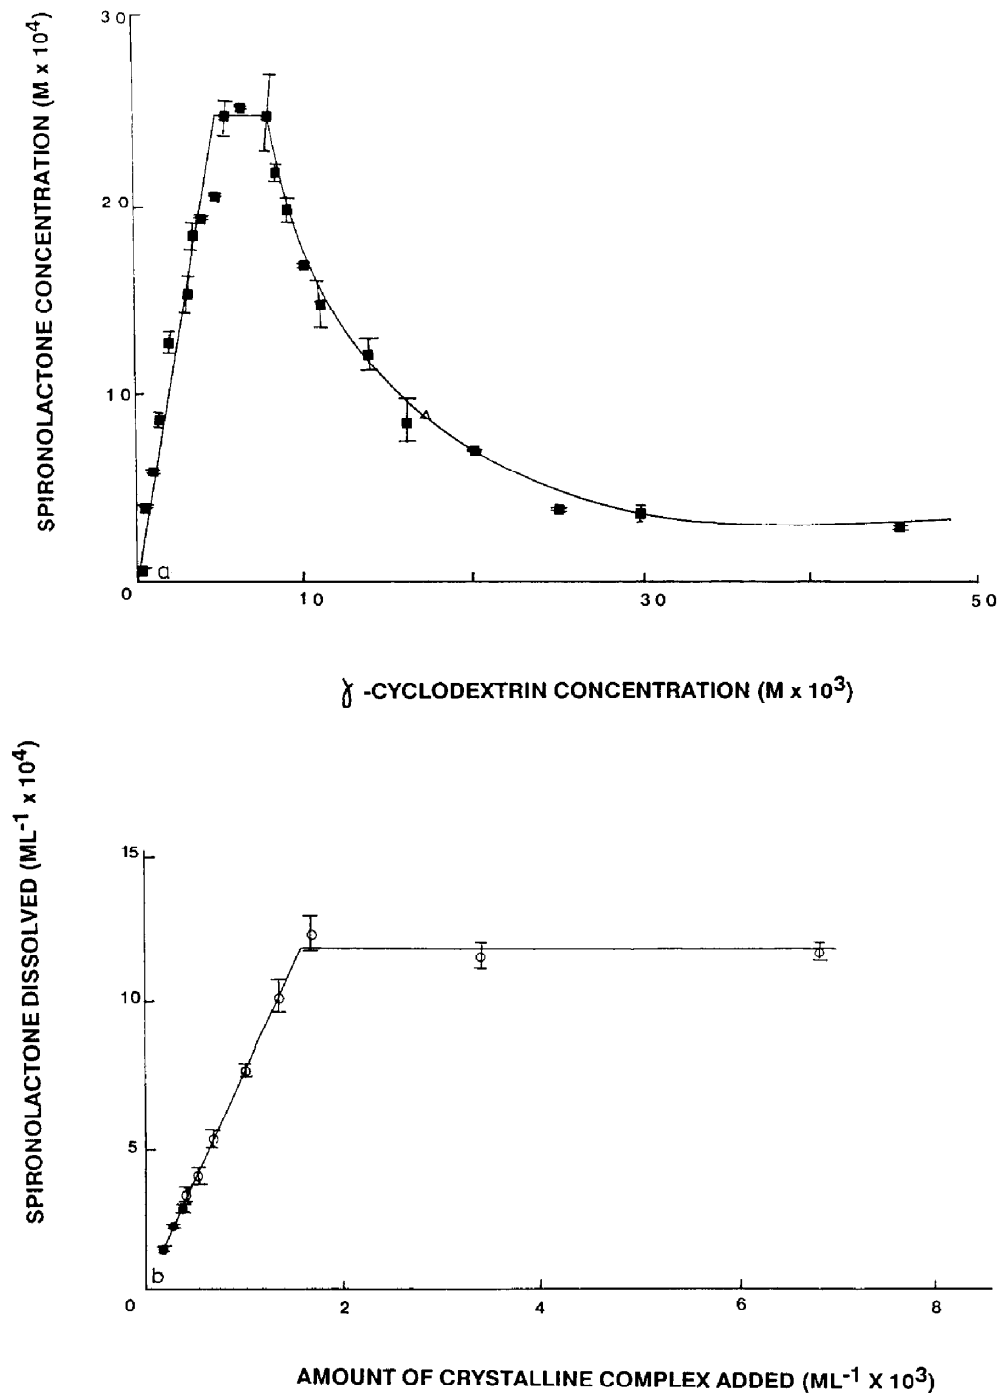 SPIRONOLACTONE CONCENTRATION (M x 10⁴)
30
20
10
a
0 10 30 50
ɣ -CYCLODEXTRIN CONCENTRATION (M x 10³)
SPIRONOLACTONE DISSOLVED (ML⁻¹ x 10⁴)
15
10
5
b
0 2 4 6 8
AMOUNT OF CRYSTALLINE COMPLEX ADDED (ML⁻¹ X 10³)